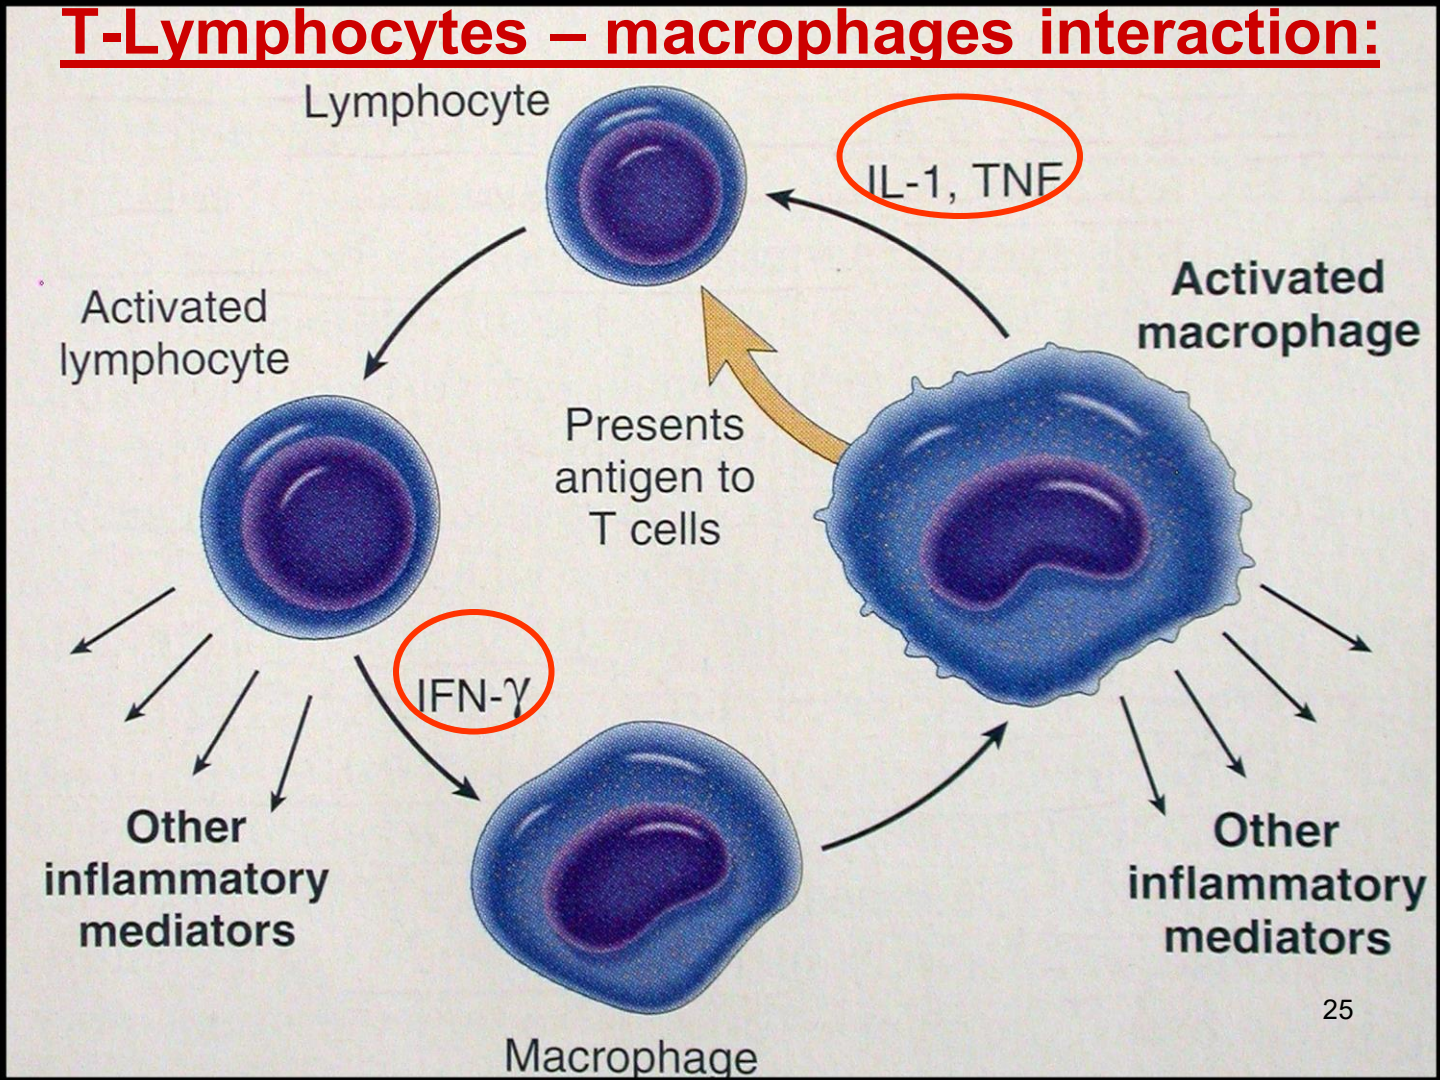 T-Lymphocytes – macrophages interaction:
Lymphocyte
IL-1, TNF
Activated
macrophage
Activated
lymphocyte
Presents
antigen to
T cells
IFN-γ
Other
inflammatory
mediators
Other
inflammatory
mediators
25
Macrophage